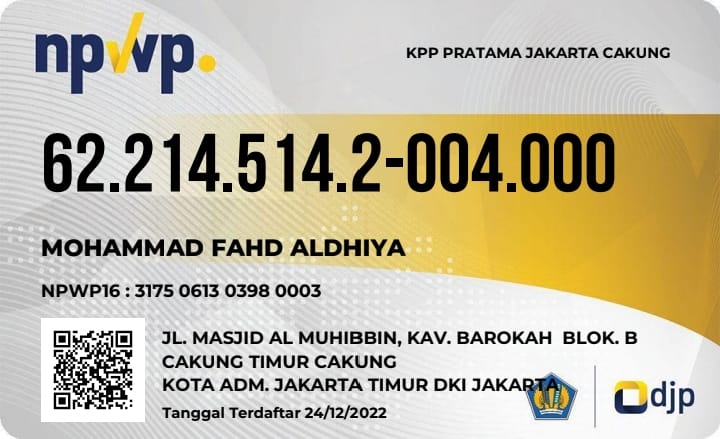 npwp.
KPP PRATAMA JAKARTA CAKUNG
62.214.514.2-004.000
MOHAMMAD FAHD ALDHIYA
NPWP16 : 3175 0613 0398 0003
JL. MASJID AL MUHIBBIN, KAV. BAROKAH BLOK. B
CAKUNG TIMUR CAKUNG
KOTA ADM. JAKARTA TIMUR DKI JAKARTA
Tanggal Terdaftar 24/12/2022
djp